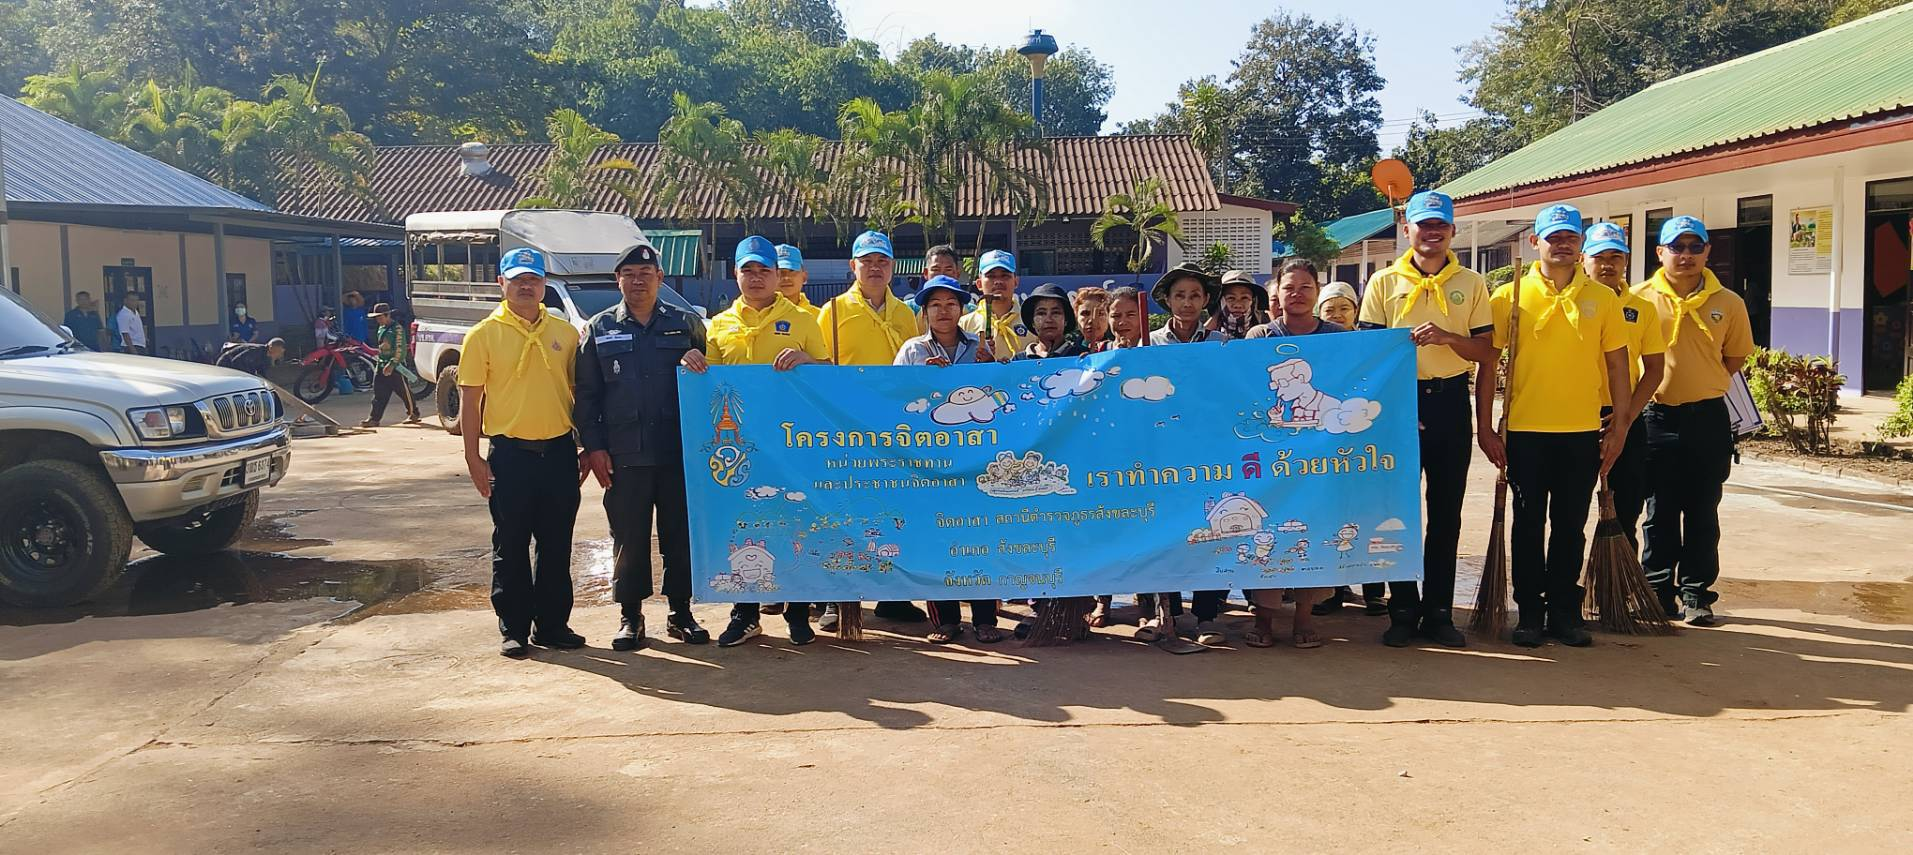 โครงการจิตอาสา
หน่วยพระราชทาน
และประชาชนจิตอาสา
เราทำความ ดี ด้วยหัวใจ
จิตอาสา สถานีตำรวจภูธรสังขละบุรี
อำเภอ สังขละบุรี
จังหวัด กาญจนบุรี